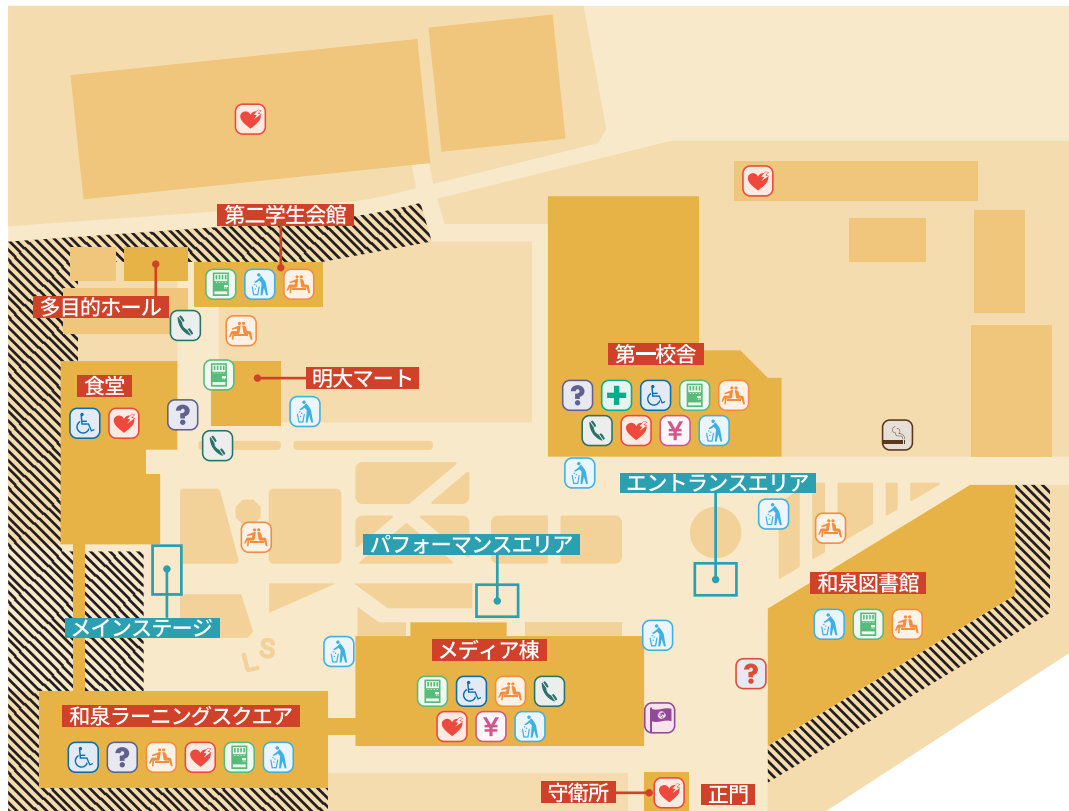 第二学生会館
多目的ホール
第一校舎
食堂
明大マート
エントランスエリア
パフォーマンスエリア
和泉図書館
メインステージ
メディア棟
L S
和泉ラーニングスクエア
守衛所
正門